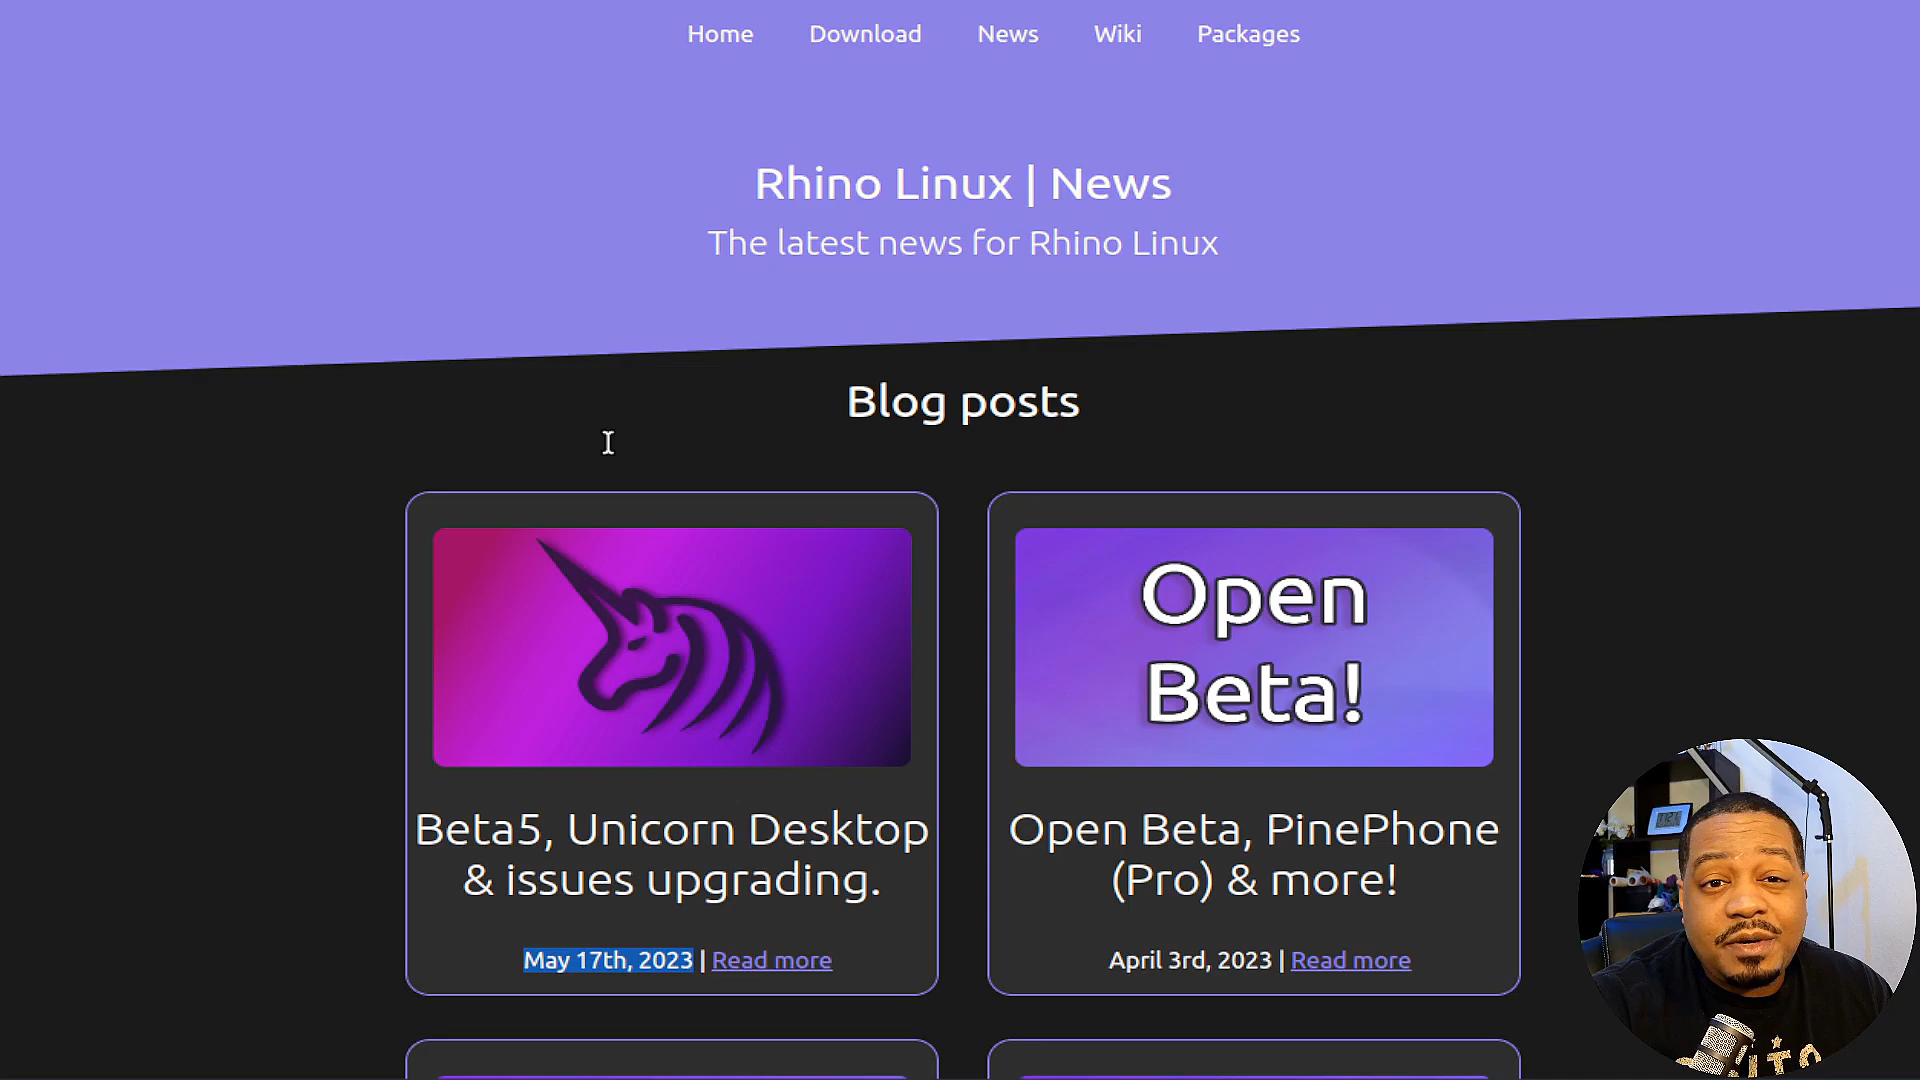 Home Download News Wiki Packages
Rhino Linux | News
The latest news for Rhino Linux
Blog posts
Open
Beta!
Beta5, Unicorn Desktop
& issues upgrading.
May 17th, 2023 | Read more
Open Beta, PinePhone
(Pro) & more!
April 3rd, 2023 | Read more